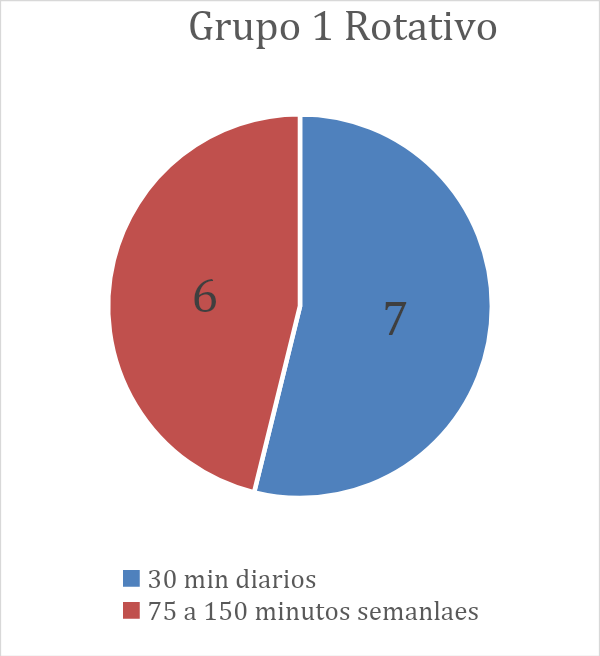 Grupo 1 Rotativo
6
7
30 min diarios
75 a 150 minutos semanlaes